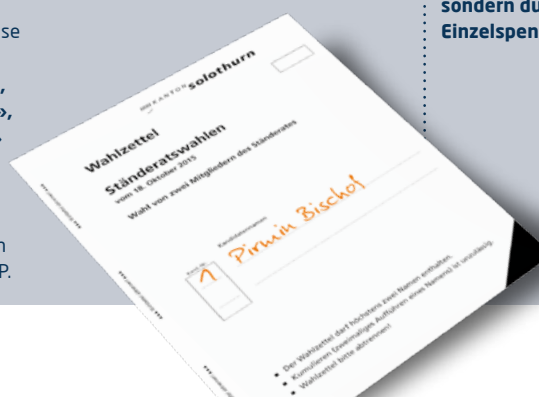 se
,
»,
n
P.
sondern du
Einzelspen
KANTON solothurn
Wahlzettel
Ständeratswahlen
vom 18. Oktober 2015
Wahl von zwei Mitgliedern des Ständerates
Kandidatennamen
1 Pirmin Bischof
• Der Wahlzettel darf höchstens zwei Namen enthalten.
• Kumulieren (zweimaliges Aufführen eines Namens) ist unzulässig.
• Wahlzettel bitte abtrennen!